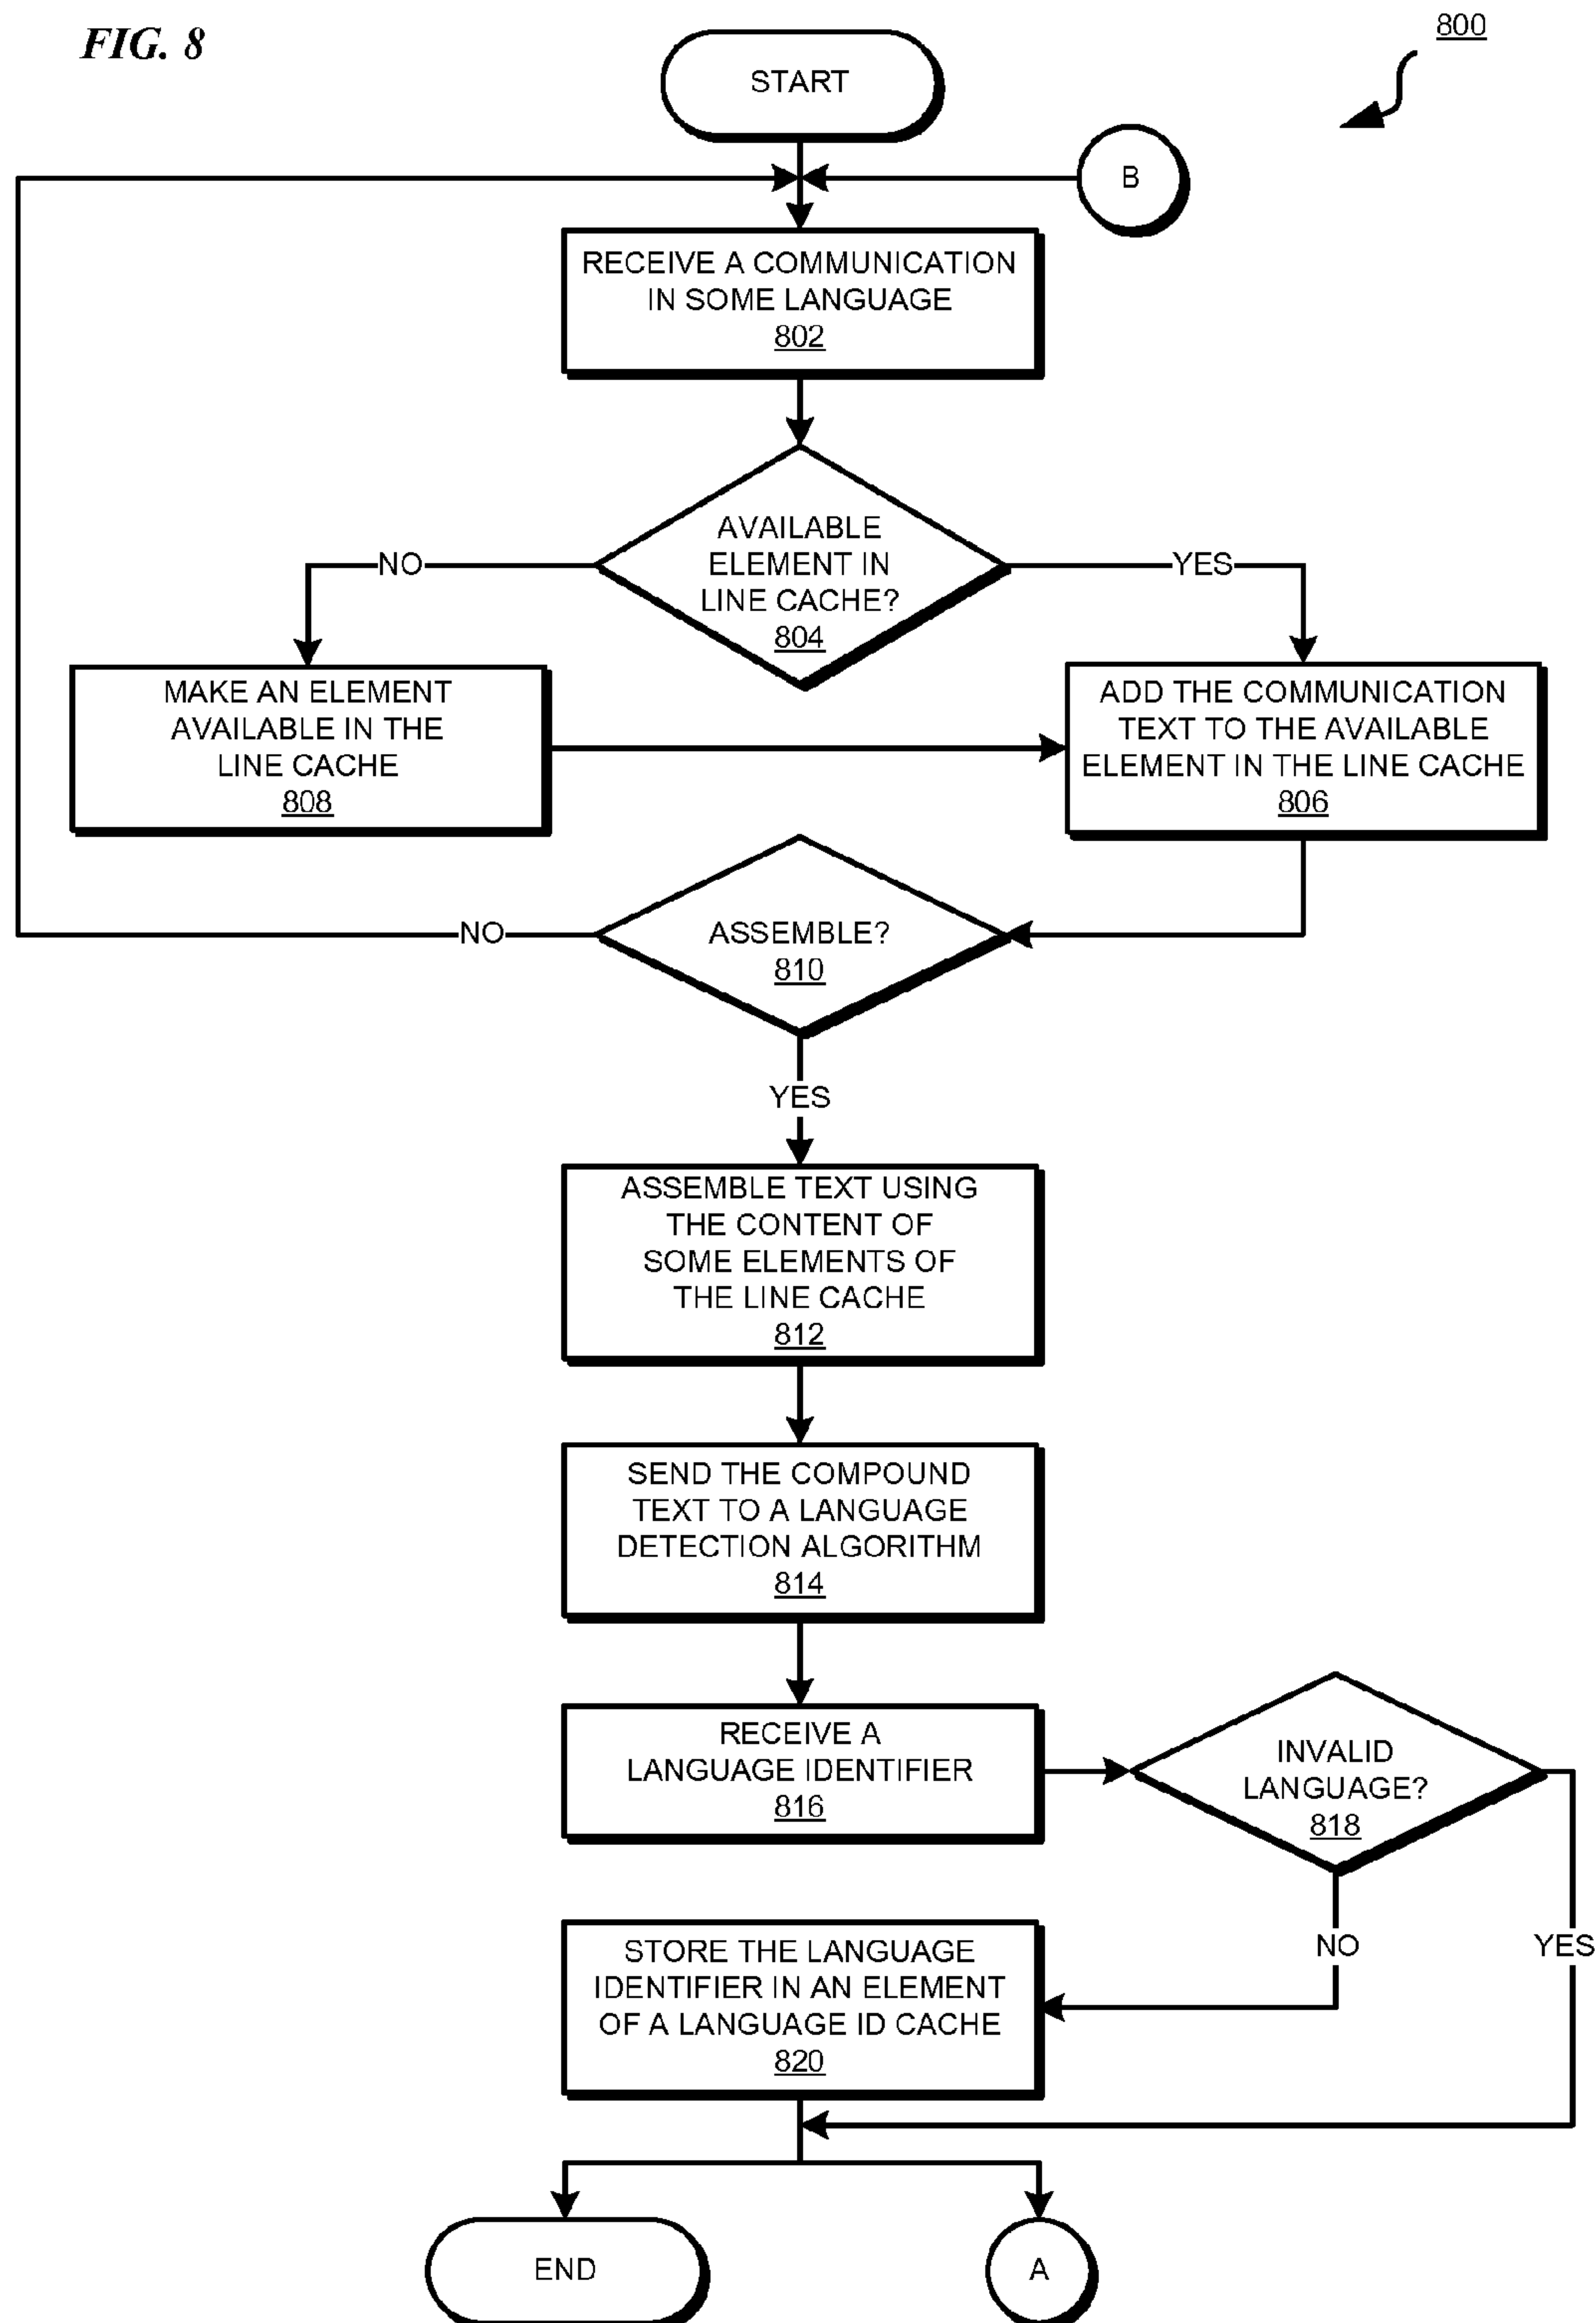 FIG. 8
800
START
B
RECEIVE A COMMUNICATION
IN SOME LANGUAGE
802
AVAILABLE
ELEMENT IN
LINE CACHE?
804
NO
YES
MAKE AN ELEMENT
AVAILABLE IN THE
LINE CACHE
808
ADD THE COMMUNICATION
TEXT TO THE AVAILABLE
ELEMENT IN THE LINE CACHE
806
ASSEMBLE?
810
NO
YES
ASSEMBLE TEXT USING
THE CONTENT OF
SOME ELEMENTS OF
THE LINE CACHE
812
SEND THE COMPOUND
TEXT TO A LANGUAGE
DETECTION ALGORITHM
814
RECEIVE A
LANGUAGE IDENTIFIER
816
INVALID
LANGUAGE?
818
NO
YES
STORE THE LANGUAGE
IDENTIFIER IN AN ELEMENT
OF A LANGUAGE ID CACHE
820
END
A